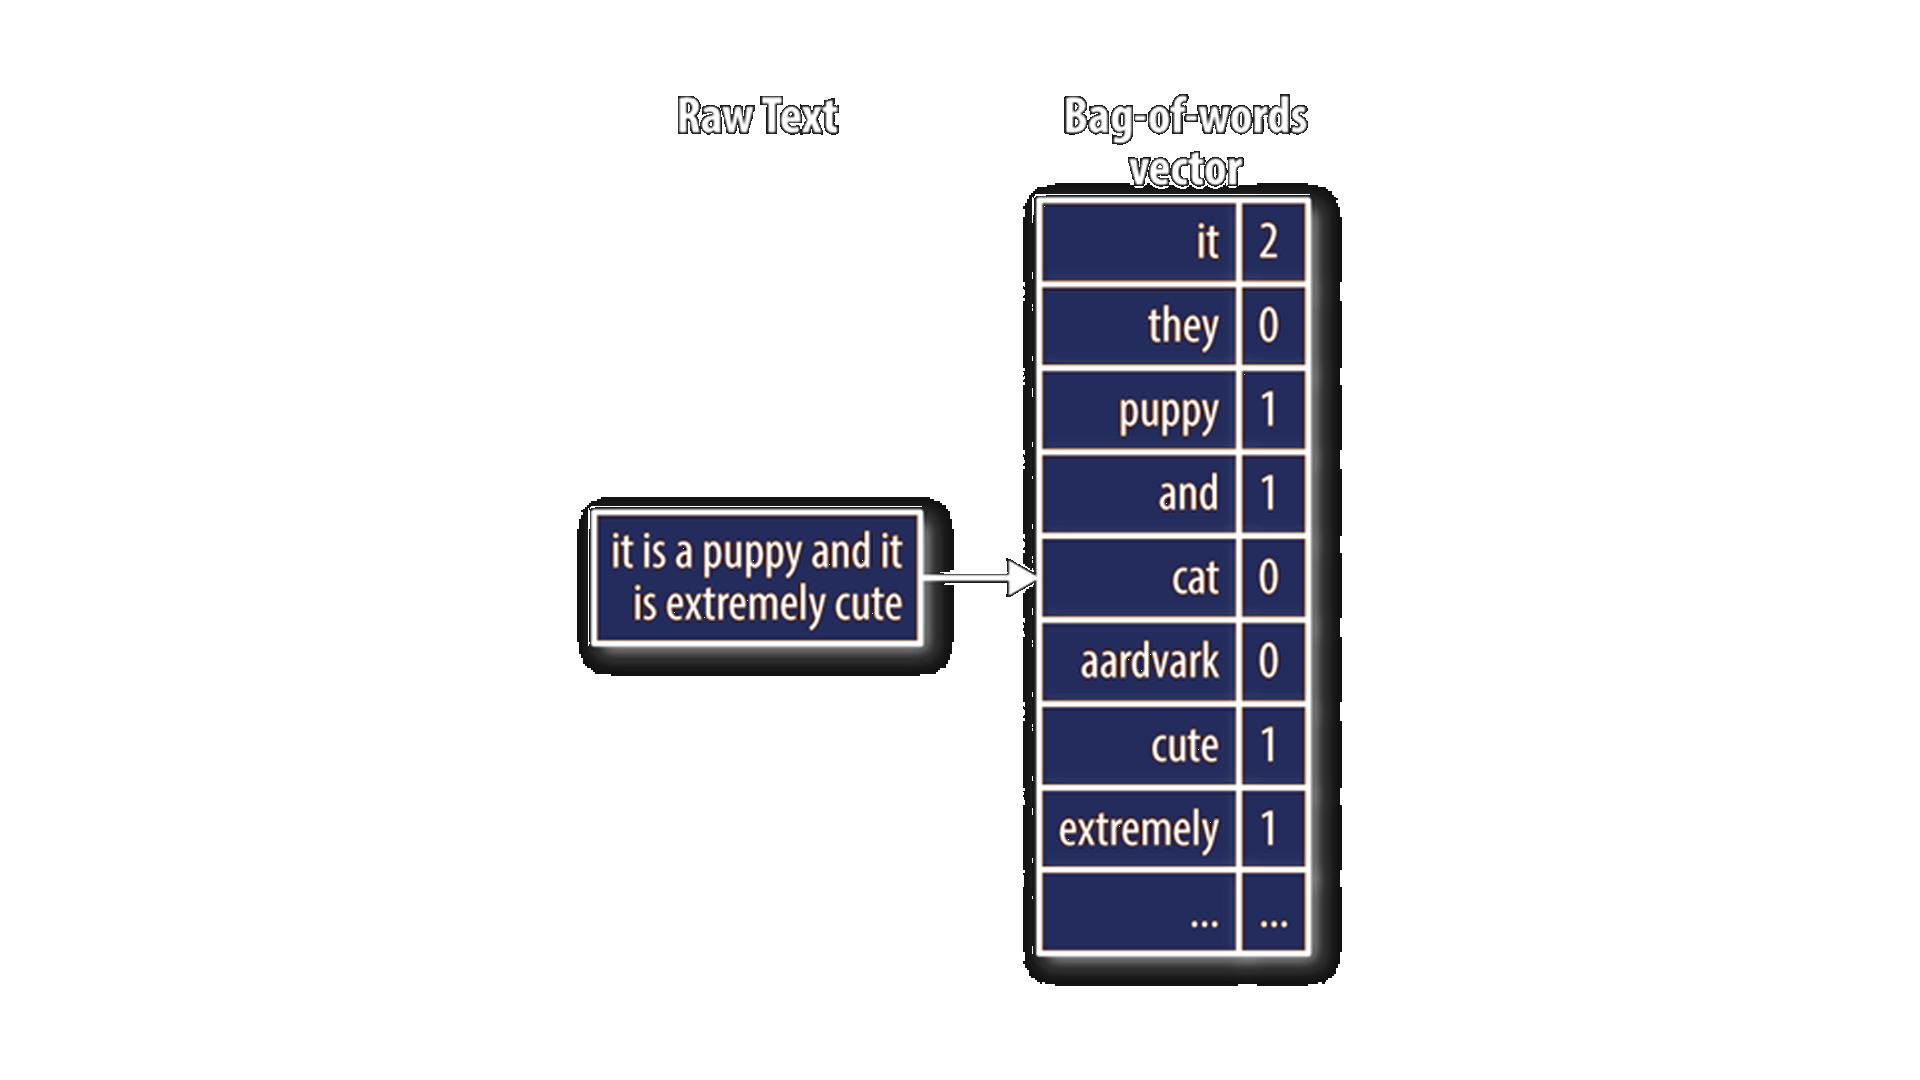 Raw Text
Bag-of-words
vector
it is a puppy and it
is extremely cute
it 2
they 0
puppy 1
and 1
cat 0
aardvark 0
cute 1
extremely 1
... ...